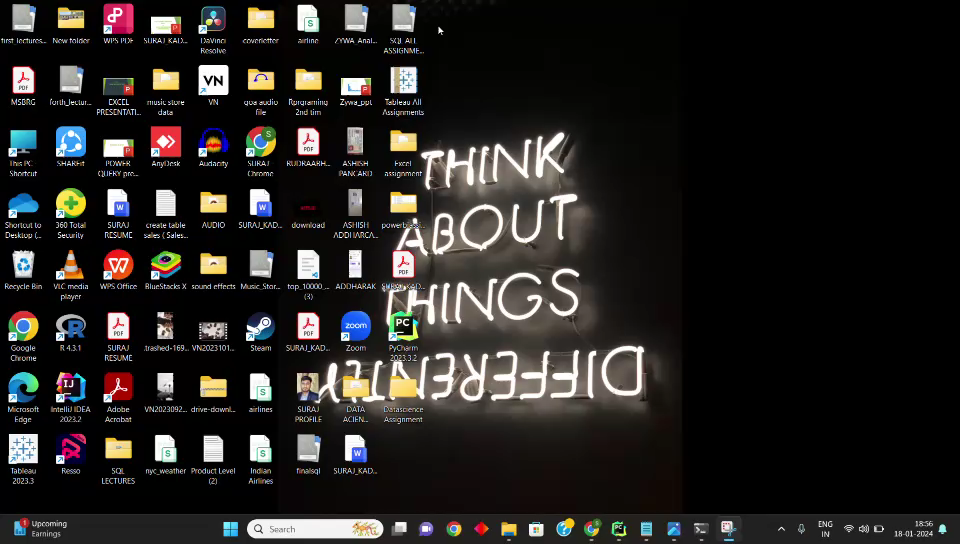 first_lectures...
New folder
WPS PDF
SURAJ_KAD...
DaVinci
Resolve
coverletter
airline
ZYWA_Anal...
SQL ALL
ASSIGNME...
MSBRG
forth_lectur...
EXCEL
PRESENTATI...
music store
data
VN
goa audio
file
Rprgraming
2nd tim
Zywa_ppt
Tableau All
Assignments
This PC
Shortcut
SHAREit
POWER
QUERY pre...
AnyDesk
Audacity
SURAJ
Chrome
RUDRAABH...
ASHISH
PANCARD
Excel
assignment
Shortcut to
Desktop (...
360 Total
Security
SURAJ
RESUME
create table
sales ( Sales...
AUDIO
SURAJ_KAD...
download
ASHISH
ADDHARCA...
Recycle Bin
VLC media
player
WPS Office
BlueStacks X
sound effects
Music_Stor...
top_10000_...
(3)
ADDHARAK
SURAJ_KAD...
Google
Chrome
R 4.3.1
SURAJ
RESUME
.trashed-169...
VN2023101...
Steam
SURAJ_KAD...
Zoom
PyCharm
2023.3.2
Microsoft
Edge
IntelliJ IDEA
2023.2
Adobe
Acrobat
VN2023092...
drive-downl...
airlines
SURAJ
PROFILE
DATA
ACIEN...
Datascience
Assignment
Tableau
2023.3
Resso
SQL
LECTURES
nyc_weather
Product Level
(2)
Indian
Airlines
finalsql
SURAJ_KAD...
THINK
ABOUT
THINGS
DIFFERENTLY
Upcoming
Earnings
Search
ENG
IN
18:56
18-01-2024